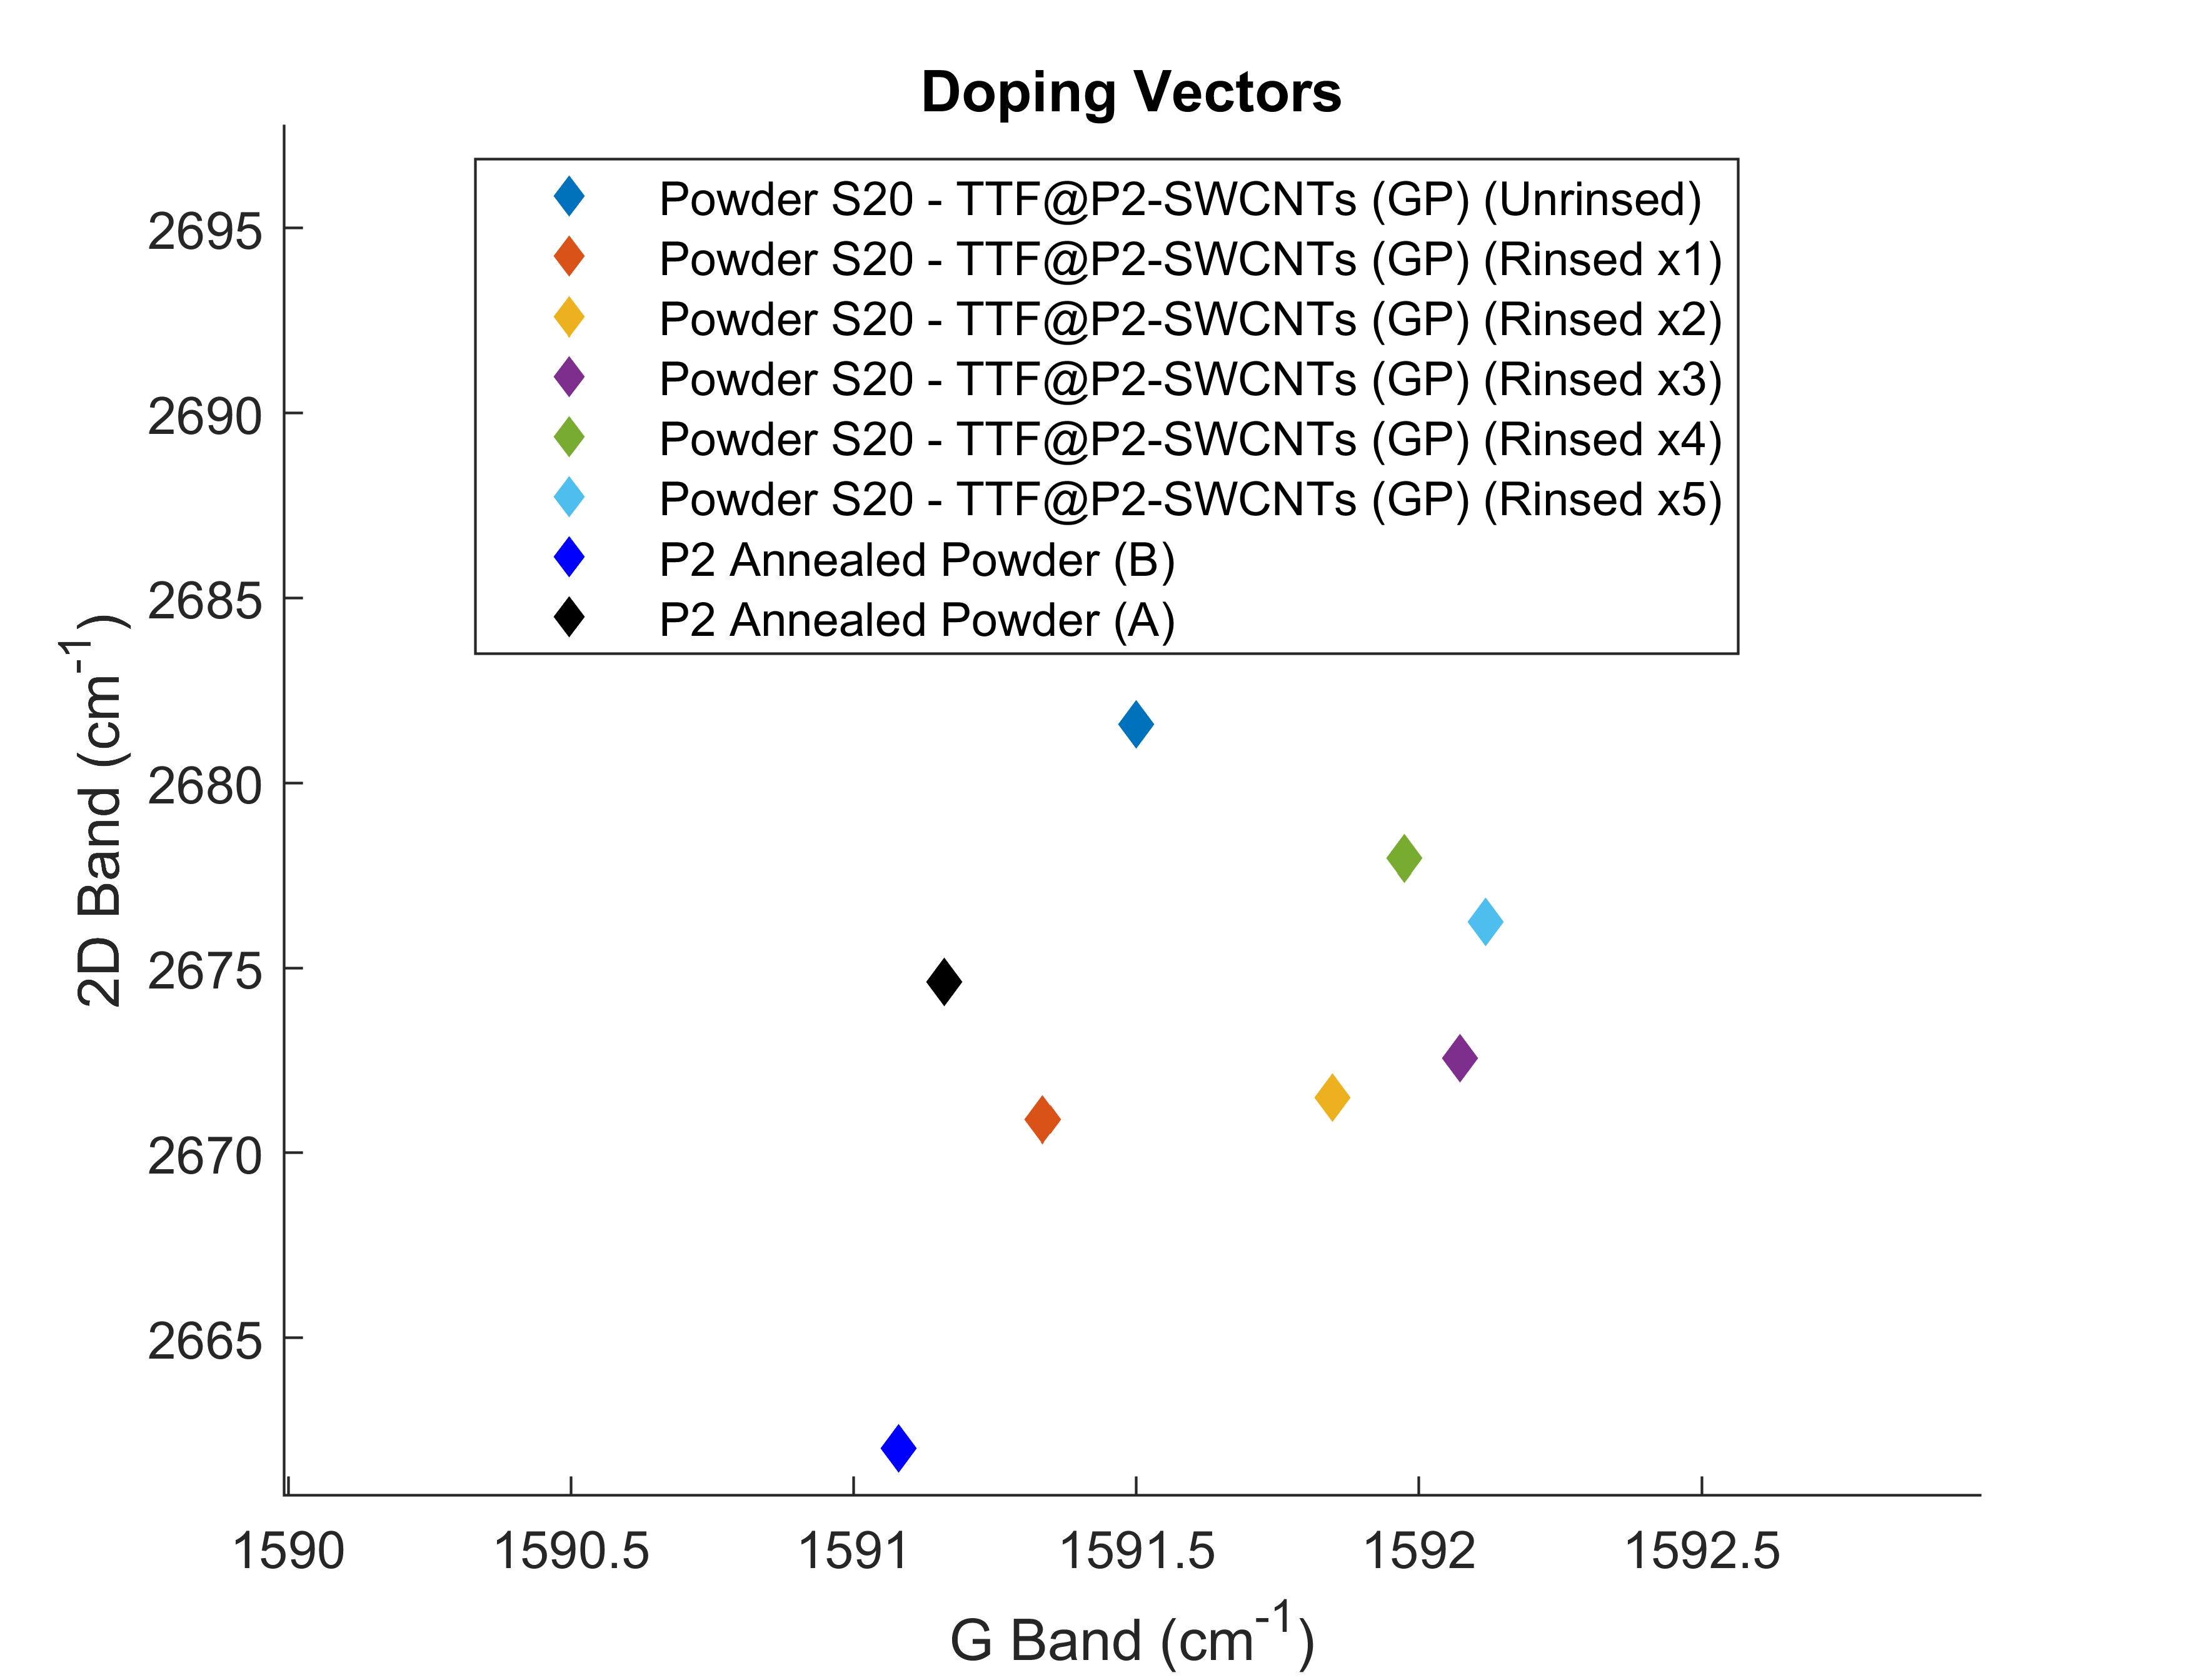 Doping Vectors
Powder S20 - TTF@P2-SWCNTs (GP) (Unrinsed)
Powder S20 - TTF@P2-SWCNTs (GP) (Rinsed x1)
Powder S20 - TTF@P2-SWCNTs (GP) (Rinsed x2)
Powder S20 - TTF@P2-SWCNTs (GP) (Rinsed x3)
Powder S20 - TTF@P2-SWCNTs (GP) (Rinsed x4)
Powder S20 - TTF@P2-SWCNTs (GP) (Rinsed x5)
P2 Annealed Powder (B)
P2 Annealed Powder (A)
2D Band (cm⁻¹)
2695
2690
2685
2680
2675
2670
2665
1590 1590.5 1591 1591.5 1592 1592.5
G Band (cm⁻¹)